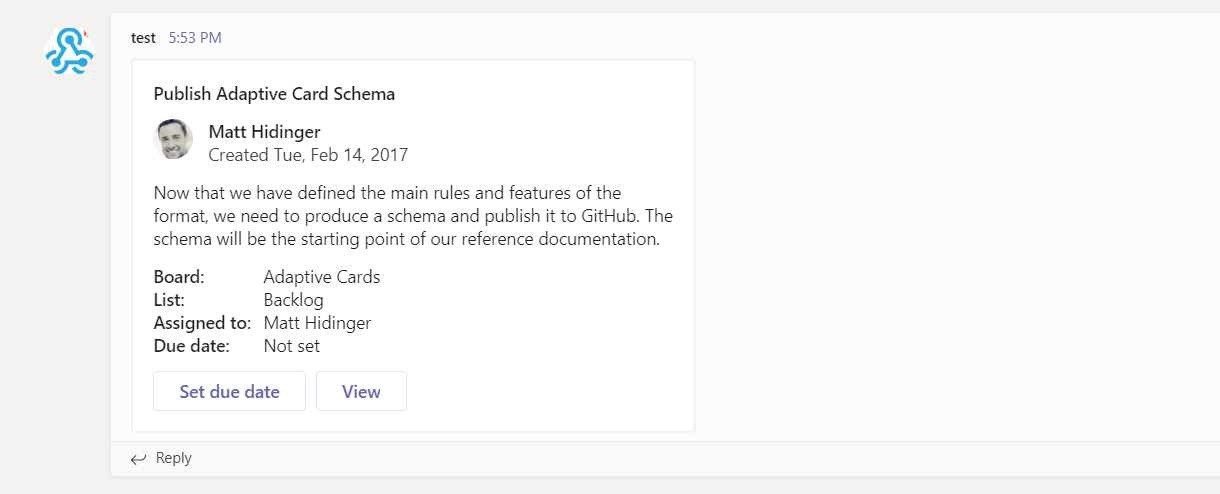 test 5:53 PM
Publish Adaptive Card Schema
Matt Hidinger
Created Tue, Feb 14, 2017
Now that we have defined the main rules and features of the
format, we need to produce a schema and publish it to GitHub. The
schema will be the starting point of our reference documentation.
Board: Adaptive Cards
List: Backlog
Assigned to: Matt Hidinger
Due date: Not set
Set due date View
Reply